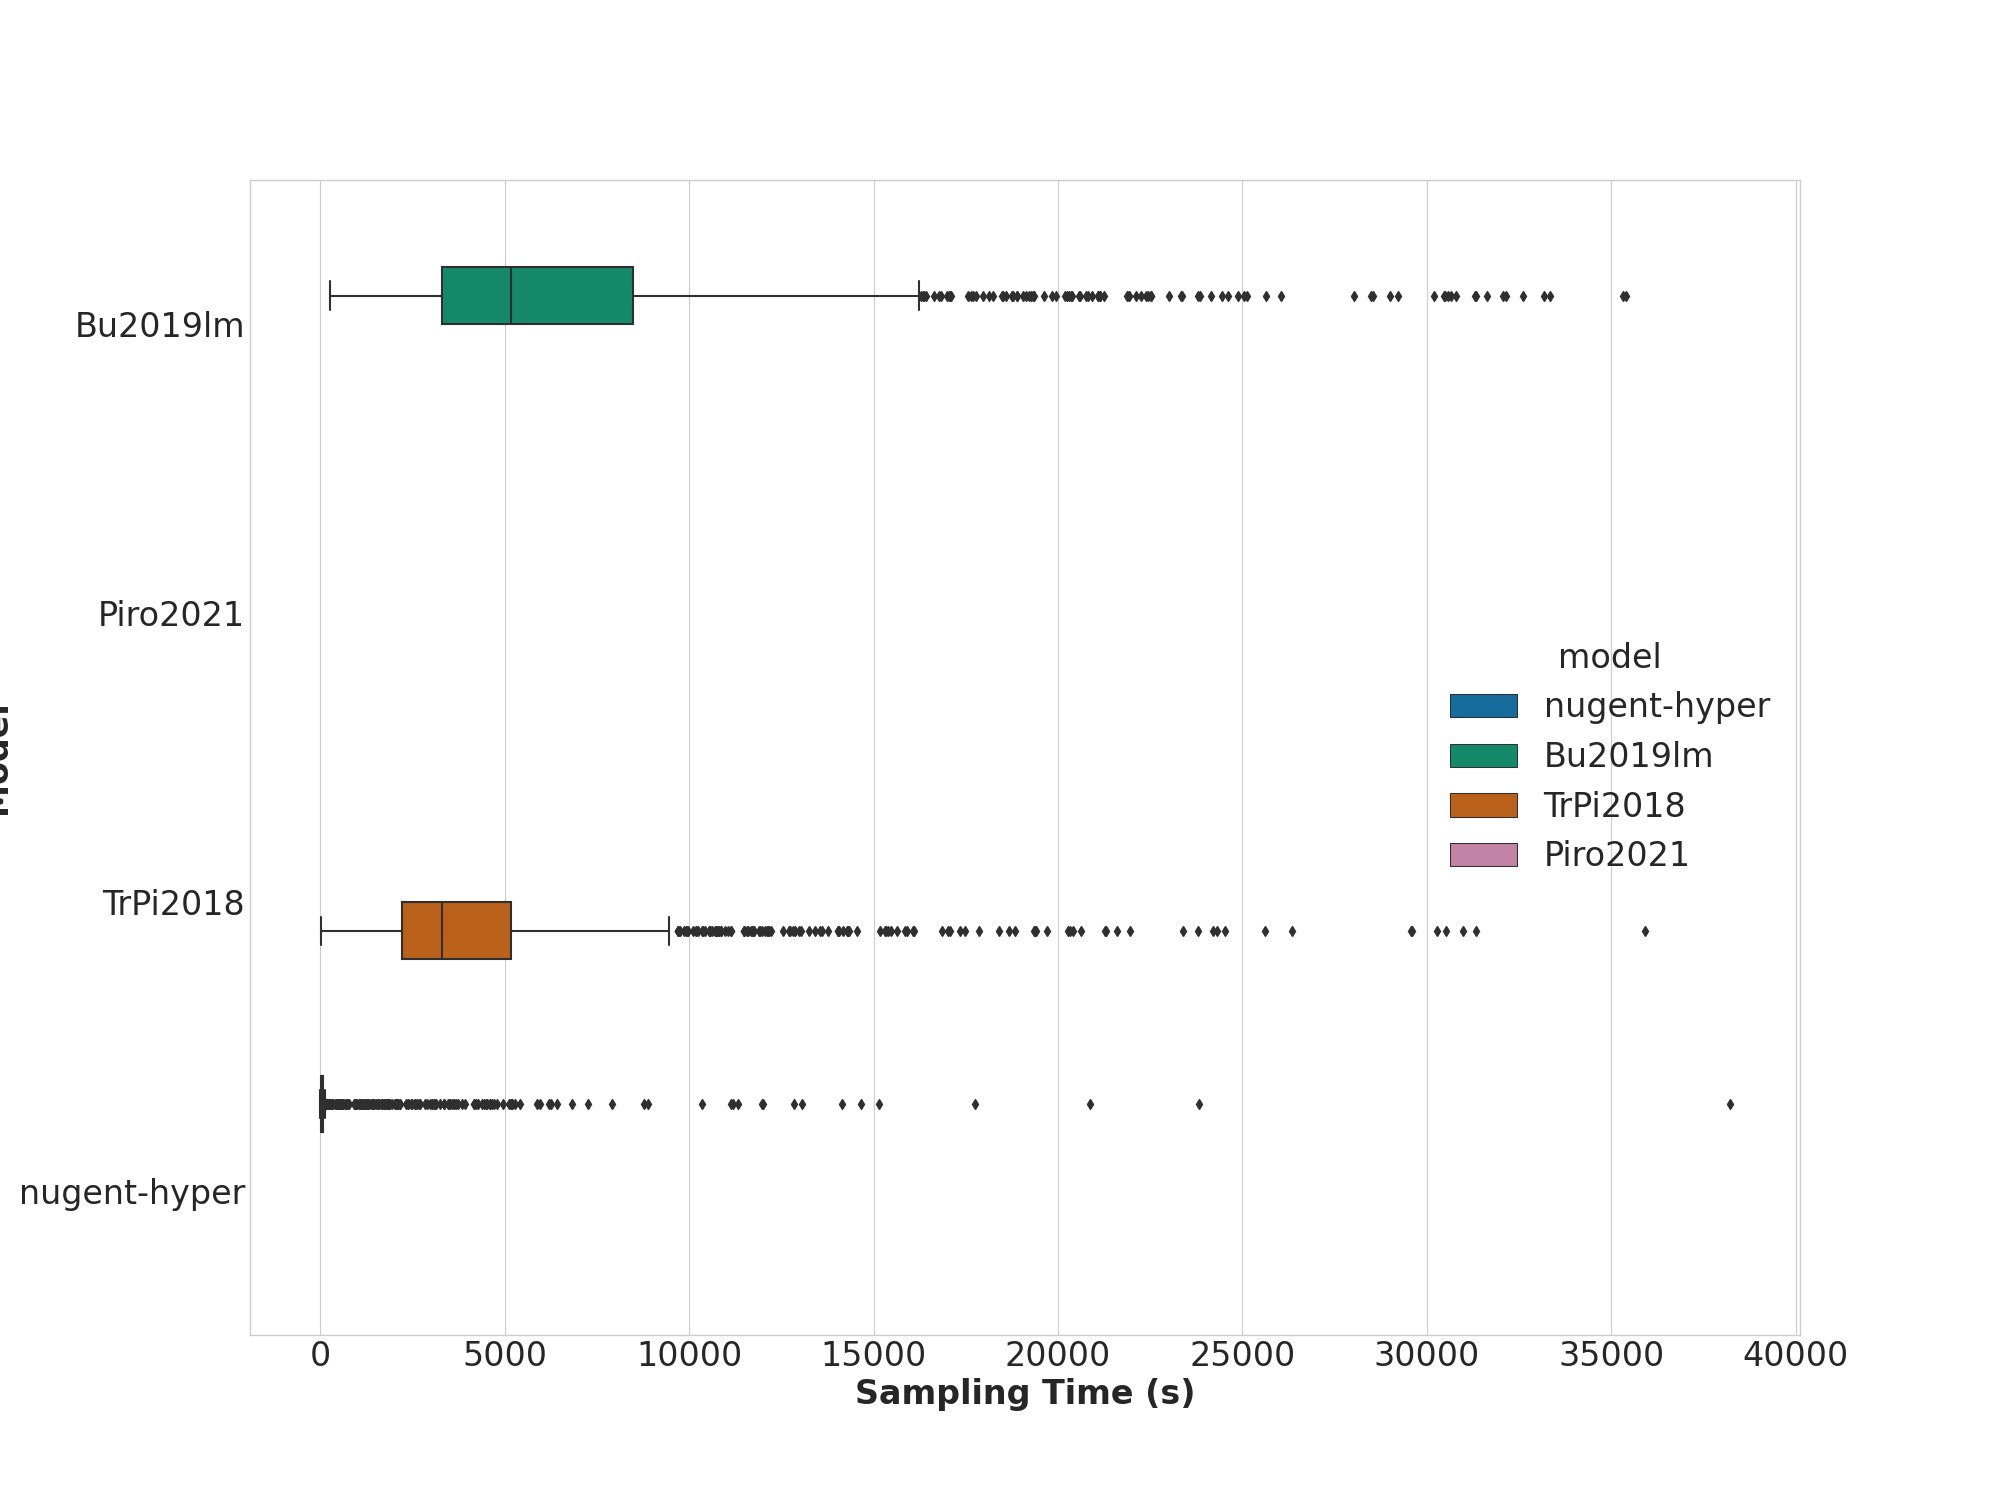 Bu2019lm
Piro2021
TrPi2018
nugent-hyper
model
nugent-hyper
Bu2019lm
TrPi2018
Piro2021
0 5000 10000 15000 20000 25000 30000 35000 40000
Sampling Time (s)